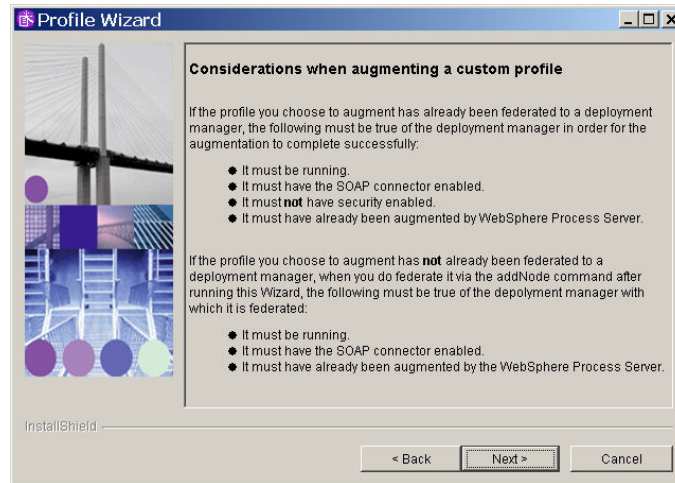 Profile Wizard
Considerations when augmenting a custom profile
If the profile you choose to augment has already been federated to a deployment
manager, the following must be true of the deployment manager in order for the
augmentation to complete successfully:
It must be running.
It must have the SOAP connector enabled.
It must not have security enabled.
It must have already been augmented by WebSphere Process Server.
If the profile you choose to augment has not already been federated to a
deployment manager, when you do federate it via the addNode command after
running this Wizard, the following must be true of the depolyment manager with
which it is federated:
It must be running.
It must have the SOAP connector enabled.
It must have already been augmented by the WebSphere Process Server.
InstallShield
< Back
Next >
Cancel